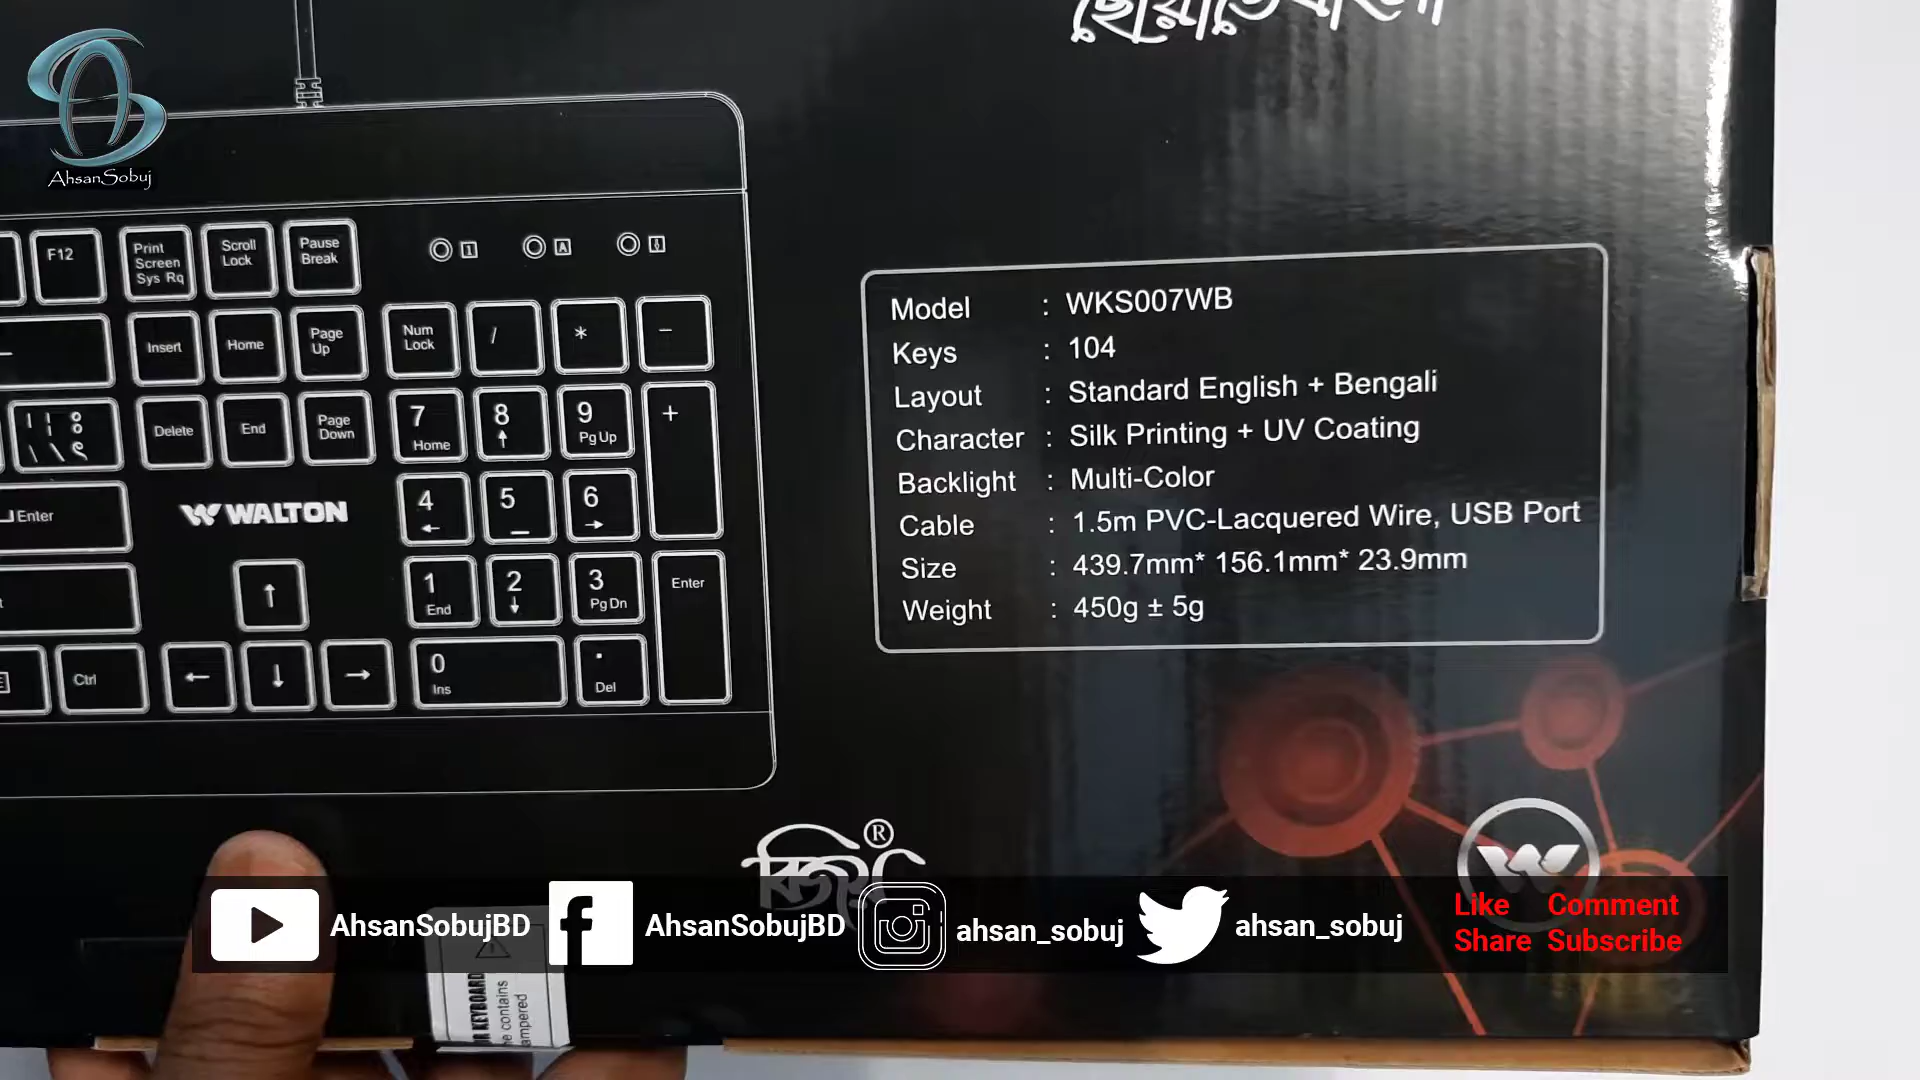 AhsanSobuj
F12
Print
Screen
Sys Rq
Scroll
Lock
Pause
Break
1
A
Insert
Home
Page
Up
Num
Lock
/
*
-
Delete
End
Page
Down
7
Home
8
↑
9
Pg Up
+
Enter
WALTON
4
←
5
6
→
↑
1
End
2
↓
3
Pg Dn
Enter
Ctrl
←
↓
→
0
Ins
.
Del
Model : WKS007WB
Keys : 104
Layout : Standard English + Bengali
Character : Silk Printing + UV Coating
Backlight : Multi-Color
Cable : 1.5m PVC-Lacquered Wire, USB Port
Size : 439.7mm* 156.1mm* 23.9mm
Weight : 450g ± 5g
বিজয়®
AhsanSobujBD
AhsanSobujBD
ahsan_sobuj
ahsan_sobuj
Like Comment
Share Subscribe
KEYBOARD
contains